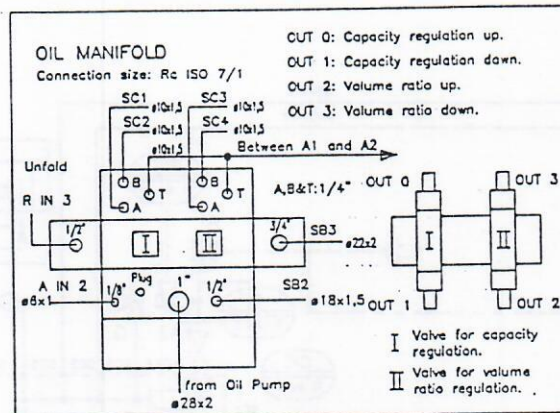 OIL MANIFOLD
Connection size: Rc ISO 7/1
OUT 0: Capacity regulation up.
OUT 1: Capacity regulation down.
OUT 2: Volume ratio up.
OUT 3: Volume ratio down.
SC1 ø10x1,5
SC3 ø10x1,5
SC2 ø10x1,5
SC4 ø10x1,5
ø10x1,5
Between A1 and A2
Unfold
B T B T
A A
A,B&T:1/4"
OUT 0
OUT 3
R IN 3
1/2"
I
II
3/4"
SB3
ø22x2
I
II
A IN 2
ø6x1
1/8"
Plug
1"
1/2"
SB2
ø18x1,5
OUT 1
OUT 2
I Valve for capacity
regulation.
II Valve for volume
ratio regulation.
from Oil Pump
ø28x2